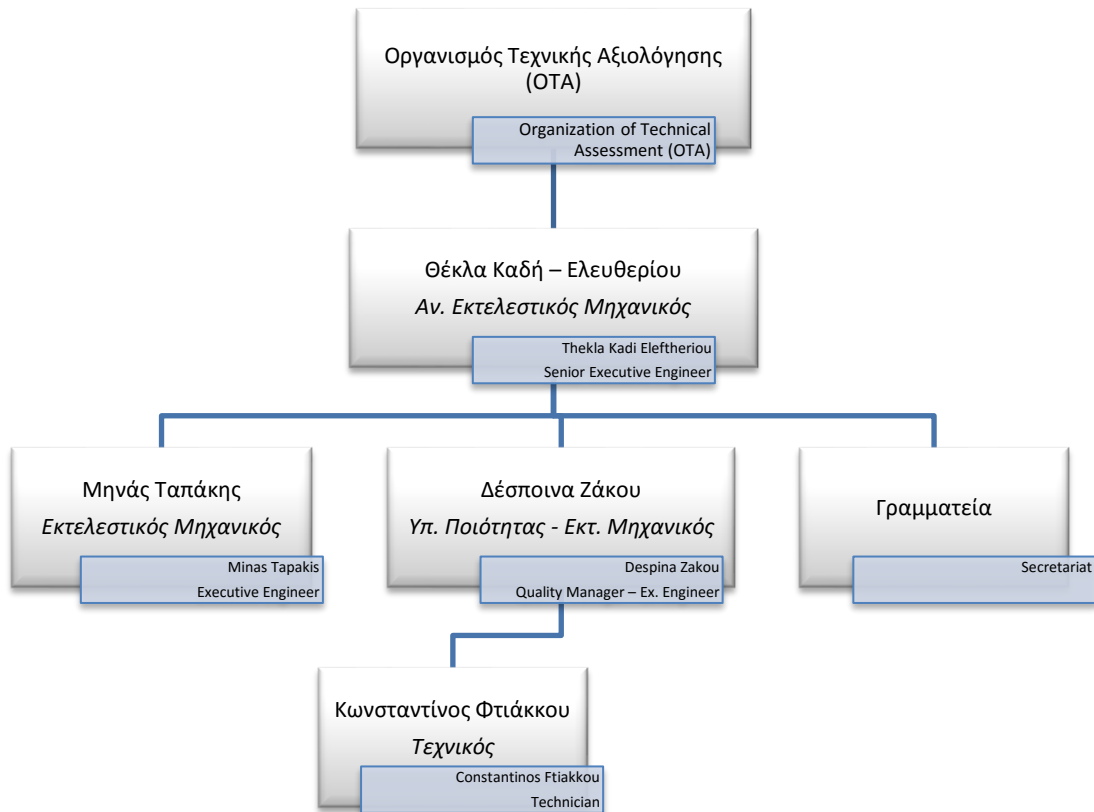 Οργανισμός Τεχνικής Αξιολόγησης
(ΟΤΑ)
Organization of Technical
Assessment (OTA)
Θέκλα Καδή – Ελευθερίου
Αν. Εκτελεστικός Μηχανικός
Thekla Kadi Eleftheriou
Senior Executive Engineer
Μηνάς Ταπάκης
Εκτελεστικός Μηχανικός
Minas Tapakis
Executive Engineer
Δέσποινα Ζάκου
Υπ. Ποιότητας - Εκτ. Μηχανικός
Despina Zakou
Quality Manager – Ex. Engineer
Γραμματεία
Secretariat
Κωνσταντίνος Φτιάκκου
Τεχνικός
Constantinos Ftiakkou
Technician